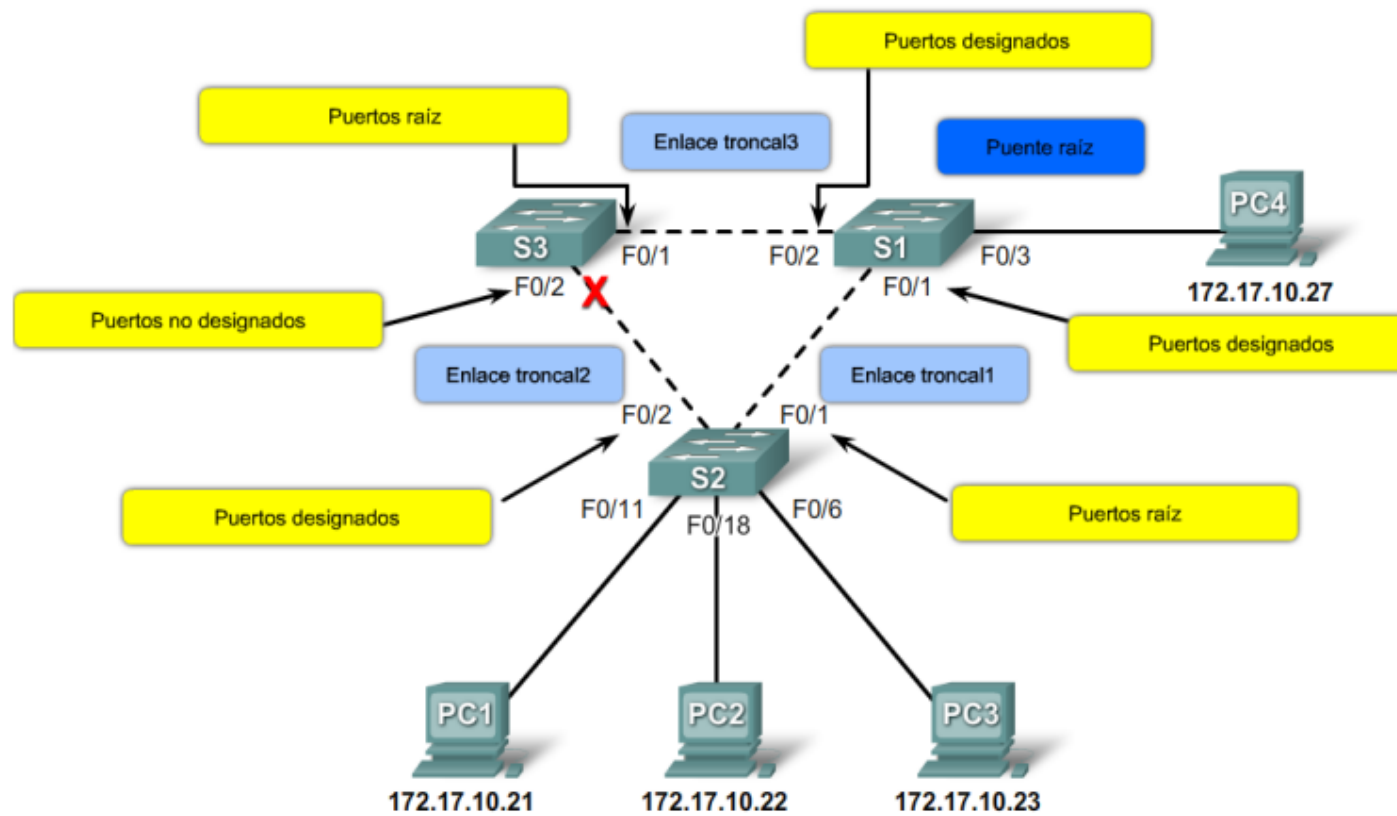 Puertos designados
Puertos raíz
Enlace troncal3
Puente raíz
PC4
S3
F0/1
F0/2
S1
F0/3
F0/2
F0/1
172.17.10.27
Puertos no designados
Puertos designados
Enlace troncal2
Enlace troncal1
F0/2
F0/1
S2
Puertos designados
F0/11
F0/18
F0/6
Puertos raíz
PC1
PC2
PC3
172.17.10.21
172.17.10.22
172.17.10.23